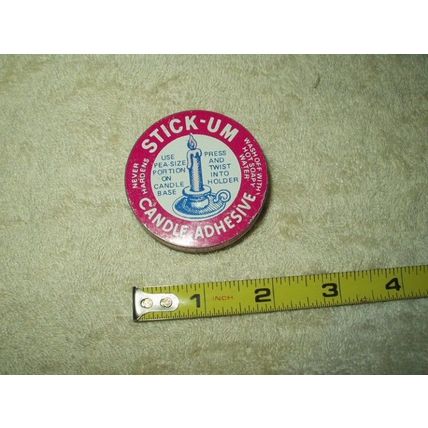 STICK-UM
NEVER
HARDENS
WASH OFF WITH
HOT SOAPY
WATER
USE
PEA-SIZE
PORTION
ON
CANDLE
BASE
PRESS
AND
TWIST
INTO
HOLDER
CANDLE ADHESIVE
1 INCH 2 3 4